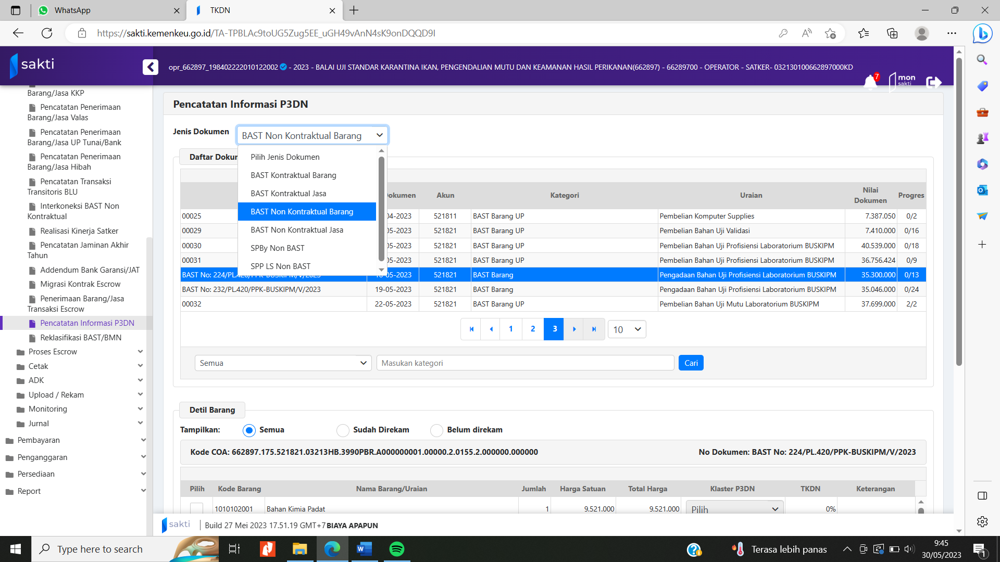 WhatsApp
TKDN
https://sakti.kemenkeu.go.id/TA-TPBLAc9toUG5Zug5EE_uGH49vAnN4sK9onDQQD9I
sakti
opr_662897_198402222010122002 - 2023 - BALAI UJI STANDAR KARANTINA IKAN, PENGENDALIAN MUTU DAN KEAMANAN HASIL PERIKANAN(662897) - 66289700 - OPERATOR - SATKER- 032130100662897000KD
7
mon
sakti
Barang/Jasa KKP
Pencatatan Penerimaan
Barang/Jasa Valas
Pencatatan Penerimaan
Barang/Jasa UP Tunai/Bank
Pencatatan Penerimaan
Barang/Jasa Hibah
Pencatatan Transaksi
Transitoris BLU
Interkoneksi BAST Non
Kontraktual
Realisasi Kinerja Satker
Pencatatan Jaminan Akhir
Tahun
Addendum Bank Garansi/JAT
Migrasi Kontrak Escrow
Penerimaan Barang/Jasa
Transaksi Escrow
Pencatatan Informasi P3DN
Reklasifikasi BAST/BMN
Proses Escrow
Cetak
ADK
Upload / Rekam
Monitoring
Jurnal
Pembayaran
Penganggaran
Persediaan
Report
Pencatatan Informasi P3DN
Jenis Dokumen
BAST Non Kontraktual Barang
Pilih Jenis Dokumen
BAST Kontraktual Barang
BAST Kontraktual Jasa
BAST Non Kontraktual Barang
BAST Non Kontraktual Jasa
SPBy Non BAST
SPP LS Non BAST
Akun Kategori Uraian Nilai Dokumen Progres
00025 521811 BAST Barang UP Pembelian Komputer Supplies 7.387.050 0/2
00029 521821 BAST Barang UP Pembelian Bahan Uji Validasi 7.410.000 0/16
00030 521821 BAST Barang UP Pembelian Bahan Uji Profisiensi Laboratorium BUSKIPM 40.539.000 0/18
00031 521821 BAST Barang UP Pembelian Bahan Uji Profisiensi Laboratorium BUSKIPM 36.756.424 0/9
BAST No: 224/PL.420/PPK-BUSKIPM/V/2023 521821 BAST Barang Pengadaan Bahan Uji Profisiensi Laboratorium BUSKIPM 35.300.000 0/13
BAST No: 232/PL.420/PPK-BUSKIPM/V/2023 19-05-2023 521821 BAST Barang Pengadaan Bahan Uji Profisiensi Laboratorium BUSKIPM 35.046.000 0/24
00032 22-05-2023 521821 BAST Barang UP Pembelian Bahan Uji Mutu Laboratorium BUSKIPM 37.699.000 2/2
1 2 3 10
Semua Masukan kategori Cari
Detil Barang
Tampilkan: Semua Sudah Direkam Belum direkam
Kode COA: 662897.175.521821.03213HB.3990PBR.A000000001.00000.2.0155.2.000000.000000 No Dokumen: BAST No: 224/PL.420/PPK-BUSKIPM/V/2023
Pilih Kode Barang Nama Barang/Uraian Jumlah Harga Satuan Total Harga Klaster P3DN TKDN Keterangan
1010102001 Bahan Kimia Padat 1 9.521.000 9.521.000 Pilih 0%
sakti Build 27 Mei 2023 17.51.19 GMT+7 BIAYA APAPUN
Type here to search
Terasa lebih panas
9:45
30/05/2023
1